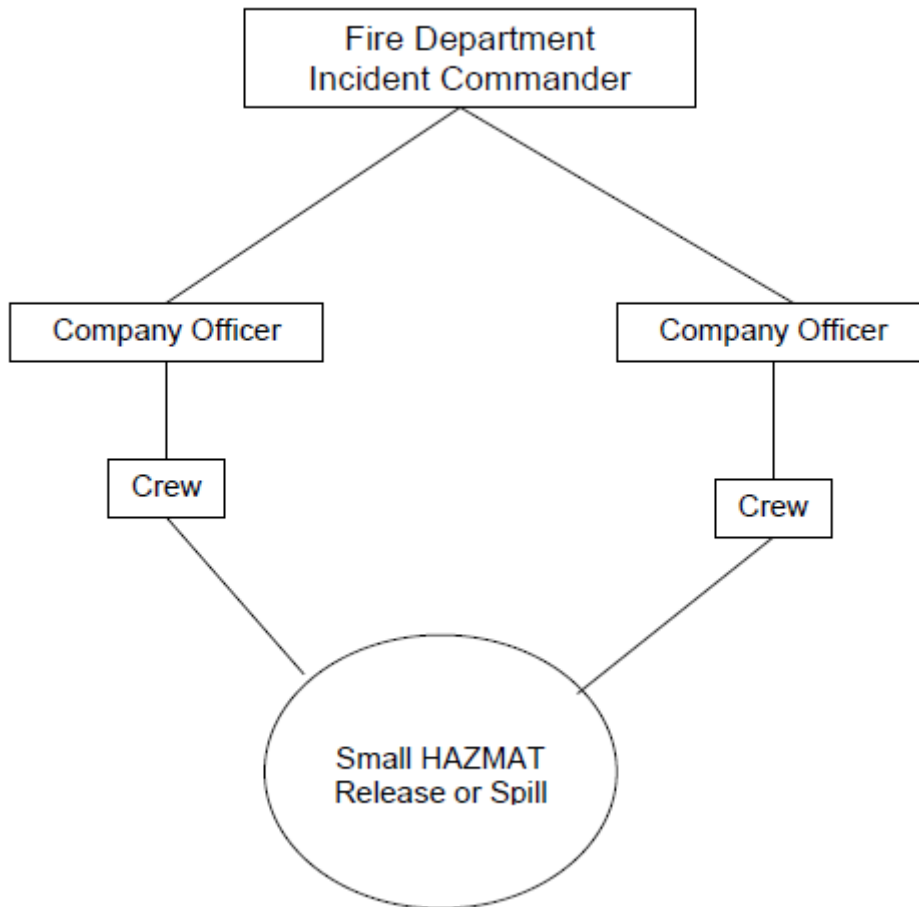 Fire Department
Incident Commander
Company Officer
Company Officer
Crew
Crew
Small HAZMAT
Release or Spill